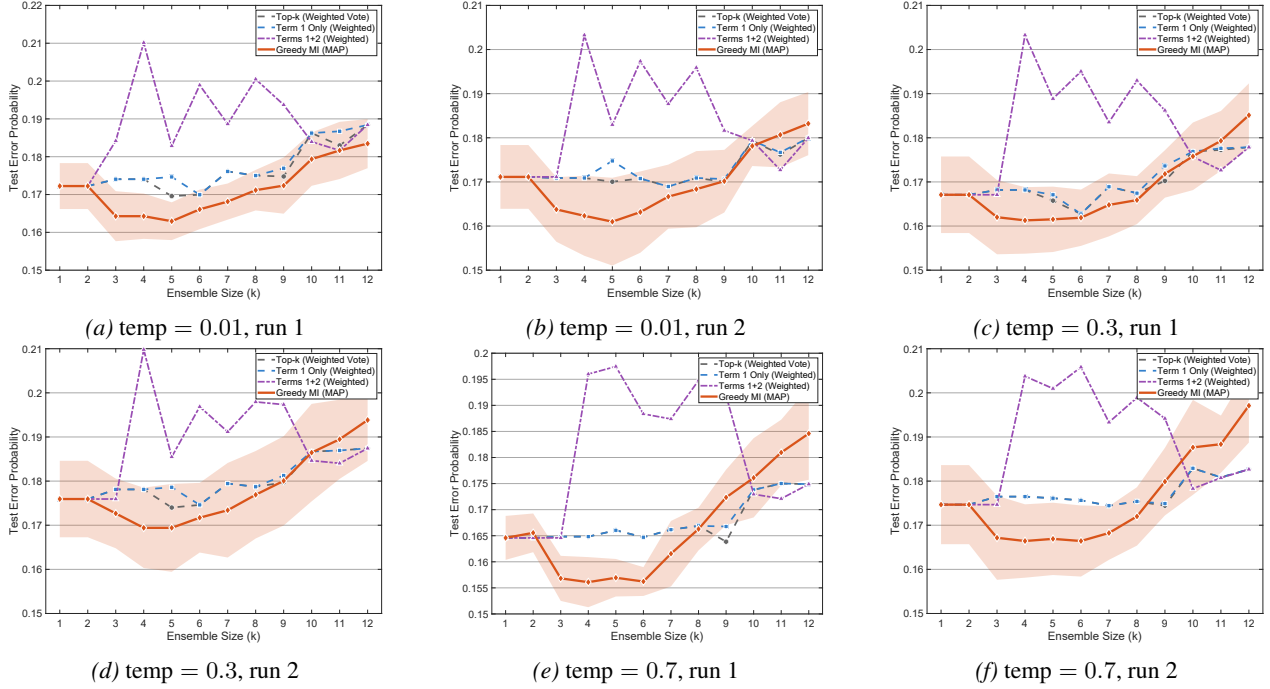 0.22
0.21
0.2
0.19
0.18
0.17
0.16
0.15
Test Error Probability
1 2 3 4 5 6 7 8 9 10 11 12
Ensemble Size (k)
Top-k (Weighted Vote)
Term 1 Only (Weighted)
Terms 1+2 (Weighted)
Greedy MI (MAP)
(a) temp = 0.01, run 1
0.21
0.2
0.19
0.18
0.17
0.16
0.15
Test Error Probability
1 2 3 4 5 6 7 8 9 10 11 12
Ensemble Size (k)
Top-k (Weighted Vote)
Term 1 Only (Weighted)
Terms 1+2 (Weighted)
Greedy MI (MAP)
(b) temp = 0.01, run 2
0.21
0.2
0.19
0.18
0.17
0.16
0.15
Test Error Probability
1 2 3 4 5 6 7 8 9 10 11 12
Ensemble Size (k)
Top-k (Weighted Vote)
Term 1 Only (Weighted)
Terms 1+2 (Weighted)
Greedy MI (MAP)
(c) temp = 0.3, run 1
0.21
0.2
0.19
0.18
0.17
0.16
0.15
Test Error Probability
1 2 3 4 5 6 7 8 9 10 11 12
Ensemble Size (k)
Top-k (Weighted Vote)
Term 1 Only (Weighted)
Terms 1+2 (Weighted)
Greedy MI (MAP)
(d) temp = 0.3, run 2
0.2
0.195
0.19
0.185
0.18
0.175
0.17
0.165
0.16
0.155
0.15
Test Error Probability
1 2 3 4 5 6 7 8 9 10 11 12
Ensemble Size (k)
Top-k (Weighted Vote)
Term 1 Only (Weighted)
Terms 1+2 (Weighted)
Greedy MI (MAP)
(e) temp = 0.7, run 1
0.21
0.2
0.19
0.18
0.17
0.16
0.15
Test Error Probability
1 2 3 4 5 6 7 8 9 10 11 12
Ensemble Size (k)
Top-k (Weighted Vote)
Term 1 Only (Weighted)
Terms 1+2 (Weighted)
Greedy MI (MAP)
(f) temp = 0.7, run 2